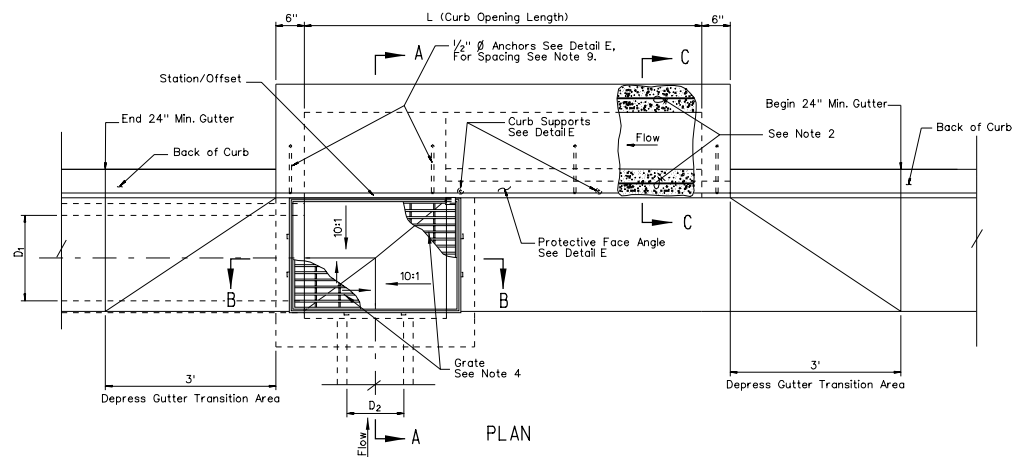 6"
L (Curb Opening Length)
6"
A
1/2" Ø Anchors See Detail E,
For Spacing See Note 9.
C
Station/Offset
Begin 24" Min. Gutter
End 24" Min. Gutter
Curb Supports
See Detail E
Flow
See Note 2
Back of Curb
Back of Curb
C
D1
10:1
Protective Face Angle
See Detail E
10:1
B
B
Grate
See Note 4
3'
Depress Gutter Transition Area
3'
Depress Gutter Transition Area
D2
Flow
A
PLAN